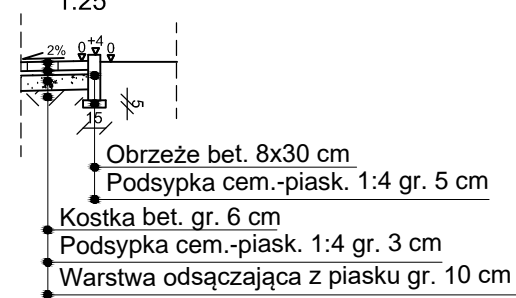 1:25
2%
0 +4 0
5
15
Obrzeże bet. 8x30 cm
Podsypka cem.-piask. 1:4 gr. 5 cm
Kostka bet. gr. 6 cm
Podsypka cem.-piask. 1:4 gr. 3 cm
Warstwa odsączająca z piasku gr. 10 cm